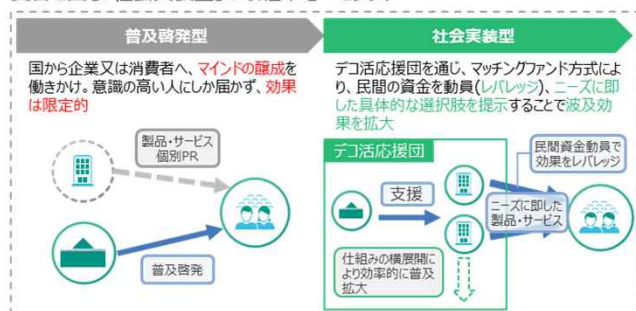 普及啓発型
社会実装型
国から企業又は消費者へ、マインドの醸成を
働きかけ。意識の高い人にしか届かず、効果
は限定的
製品・サービス
個別PR
普及啓発
デコ活応援団を通じ、マッチングファンド方式によ
り、民間の資金を動員(レバレッジ)、ニーズに即
した具体的な選択肢を提示することで波及効
果を拡大
デコ活応援団
民間資金動員で
効果をレバレッジ
支援
ニーズに即した
製品・サービス
仕組みの横展開に
より効率的に普及
拡大